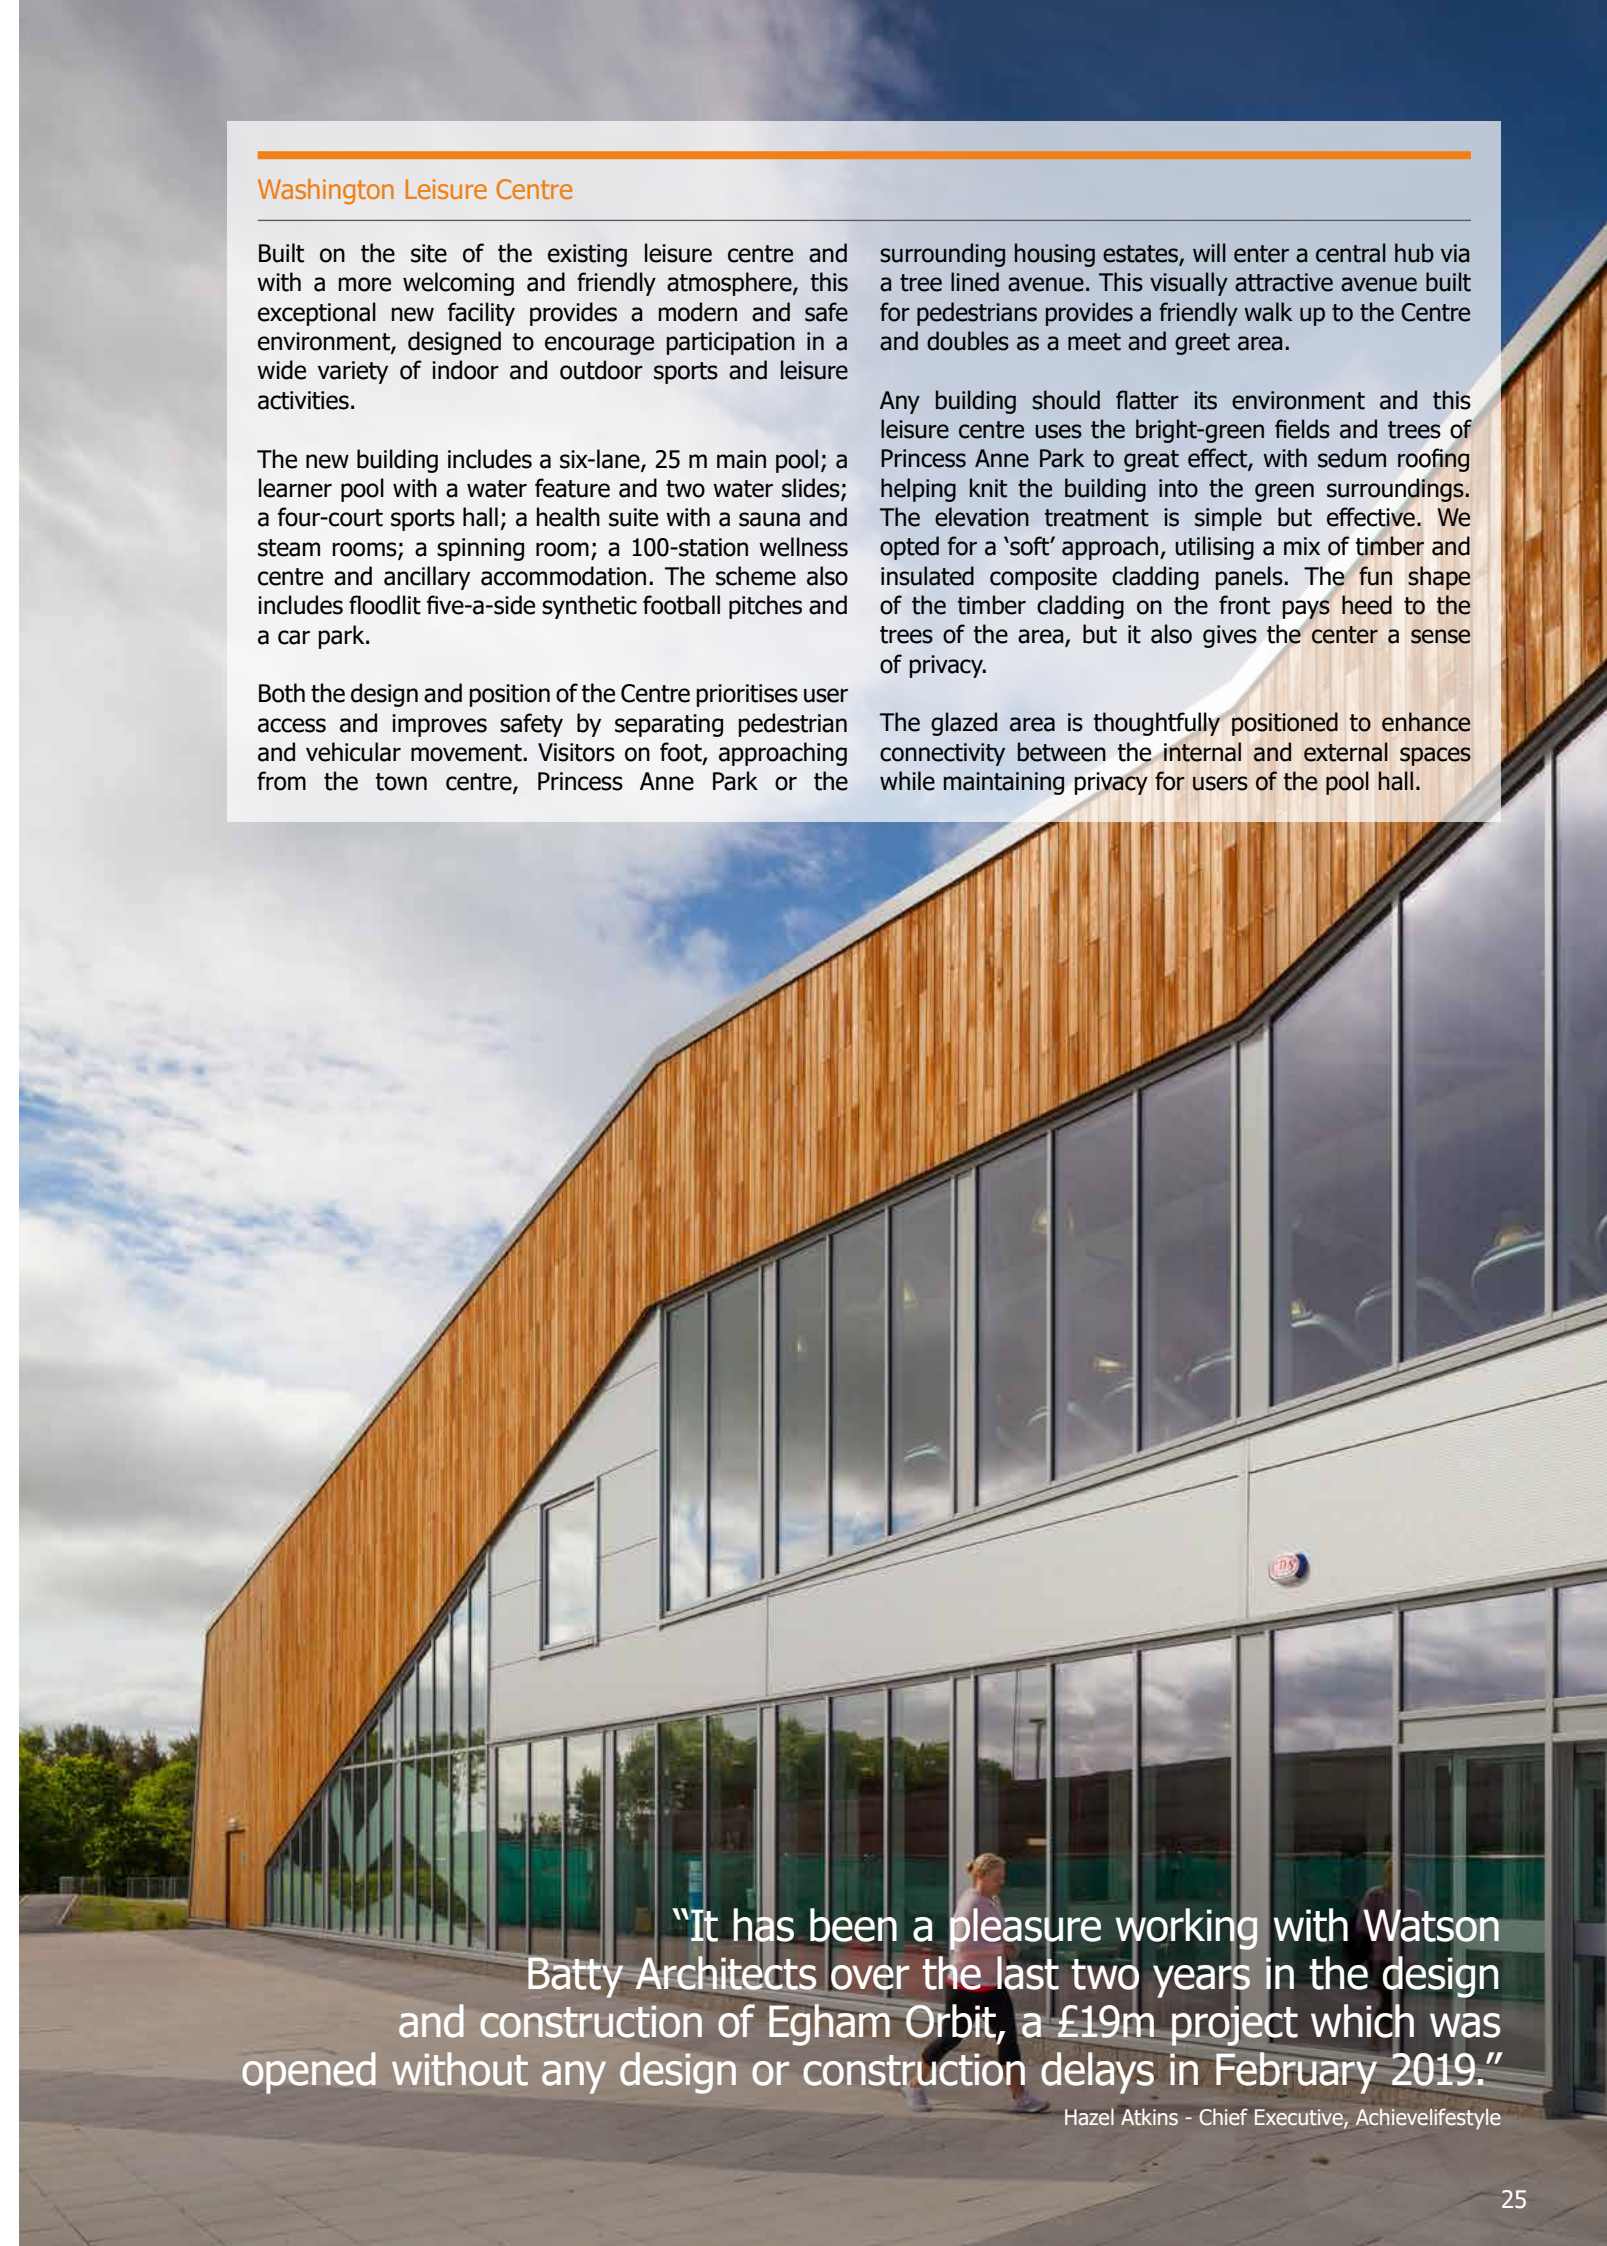 Washington Leisure Centre
Built on the site of the existing leisure centre and
with a more welcoming and friendly atmosphere, this
exceptional new facility provides a modern and safe
environment, designed to encourage participation in a
wide variety of indoor and outdoor sports and leisure
activities.
The new building includes a six-lane, 25 m main pool; a
learner pool with a water feature and two water slides;
a four-court sports hall; a health suite with a sauna and
steam rooms; a spinning room; a 100-station wellness
centre and ancillary accommodation. The scheme also
includes floodlit five-a-side synthetic football pitches and
a car park.
Both the design and position of the Centre prioritises user
access and improves safety by separating pedestrian
and vehicular movement. Visitors on foot, approaching
from the town centre, Princess Anne Park or the
surrounding housing estates, will enter a central hub via
a tree lined avenue. This visually attractive avenue built
for pedestrians provides a friendly walk up to the Centre
and doubles as a meet and greet area.
Any building should flatter its environment and this
leisure centre uses the bright-green fields and trees of
Princess Anne Park to great effect, with sedum roofing
helping knit the building into the green surroundings.
The elevation treatment is simple but effective. We
opted for a ‘soft’ approach, utilising a mix of timber and
insulated composite cladding panels. The fun shape
of the timber cladding on the front pays heed to the
trees of the area, but it also gives the center a sense
of privacy.
The glazed area is thoughtfully positioned to enhance
connectivity between the internal and external spaces
while maintaining privacy for users of the pool hall.
“It has been a pleasure working with Watson
Batty Architects over the last two years in the design
and construction of Egham Orbit, a £19m project which was
opened without any design or construction delays in February 2019.”
Hazel Atkins - Chief Executive, Achievelifestyle
25